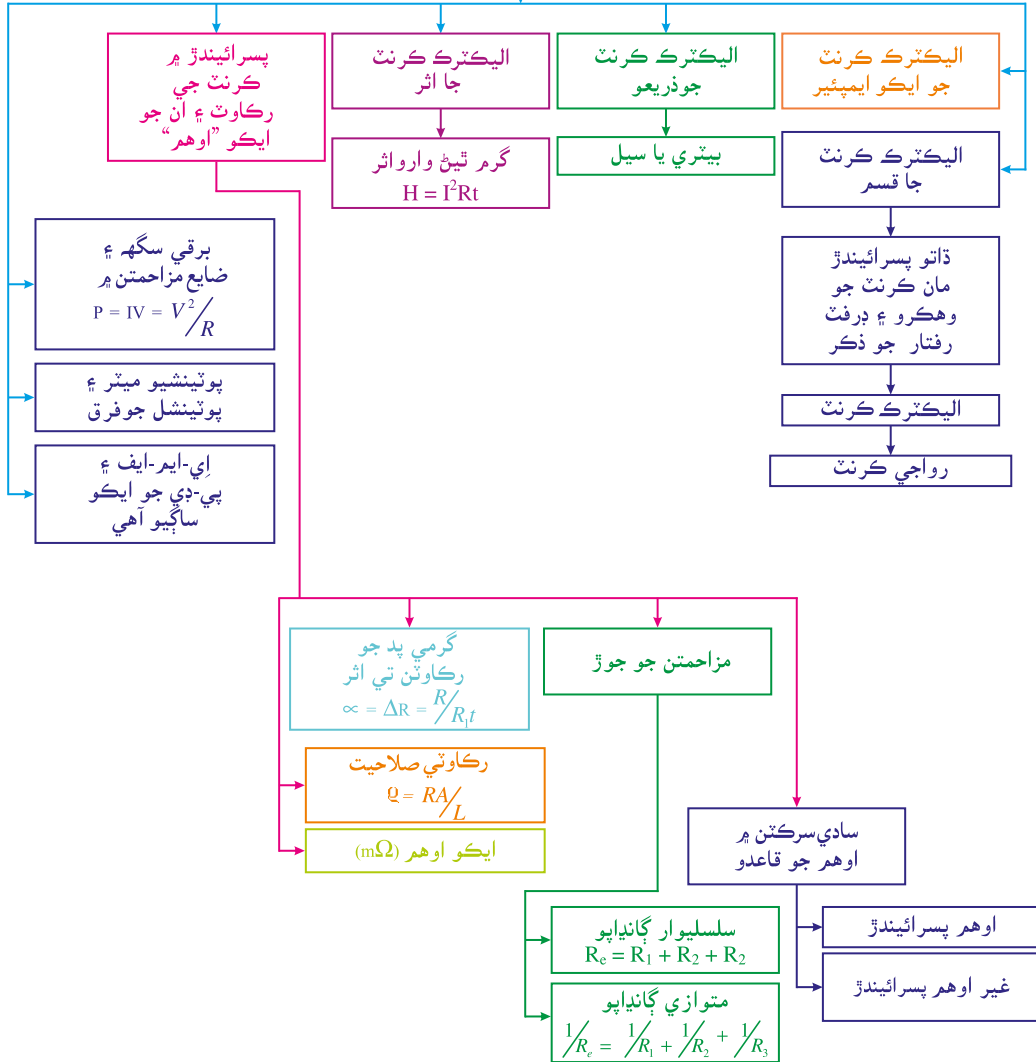 اليڪٽرڪ ڪرنٽ
جو ايڪو ايمپئير
اليڪٽرڪ ڪرنٽ
جوذريعو
اليڪٽرڪ ڪرنٽ
جا اثر
پسرائيندڙ ۾
ڪرنٽ جي
رڪاوٽ ۽ ان جو
ايڪو ”اوهم“
بيٽري يا سيل
گرم ٿيڻ وارواثر
H = I²Rt
اليڪٽرڪ ڪرنٽ
جا قسم
ڌاتو پسرائيندڙ
مان ڪرنٽ جو
وهڪرو ۽ ڊرفٽ
رفتار جو ذڪر
اليڪٽرڪ ڪرنٽ
رواجي ڪرنٽ
برقي سگهہ ۽
ضايع مزاحمتن ۾
P = IV = V²/R
پوٽينشيو ميٽر ۽
پوٽينشل جوفرق
اِي-ايم-ايف ۽
پي-ڊي جو ايڪو
ساڳيو آهي
مزاحمتن جو جوڙ
گرمي پد جو
رڪاوٽن تي اثر
∝ = ΔR = R/R₁t
رڪاوٽي صلاحيت
ϱ = RA/L
ايڪو اوهم (mΩ)
سادي سرڪٽن ۾
اوهم جو قاعدو
اوهم پسرائيندڙ
غير اوهم پسرائيندڙ
سلسليوار ڳانڍاپو
Rₑ = R₁ + R₂ + R₂
متوازي ڳانڍاپو
1/Rₑ = 1/R₁ + 1/R₂ + 1/R₃